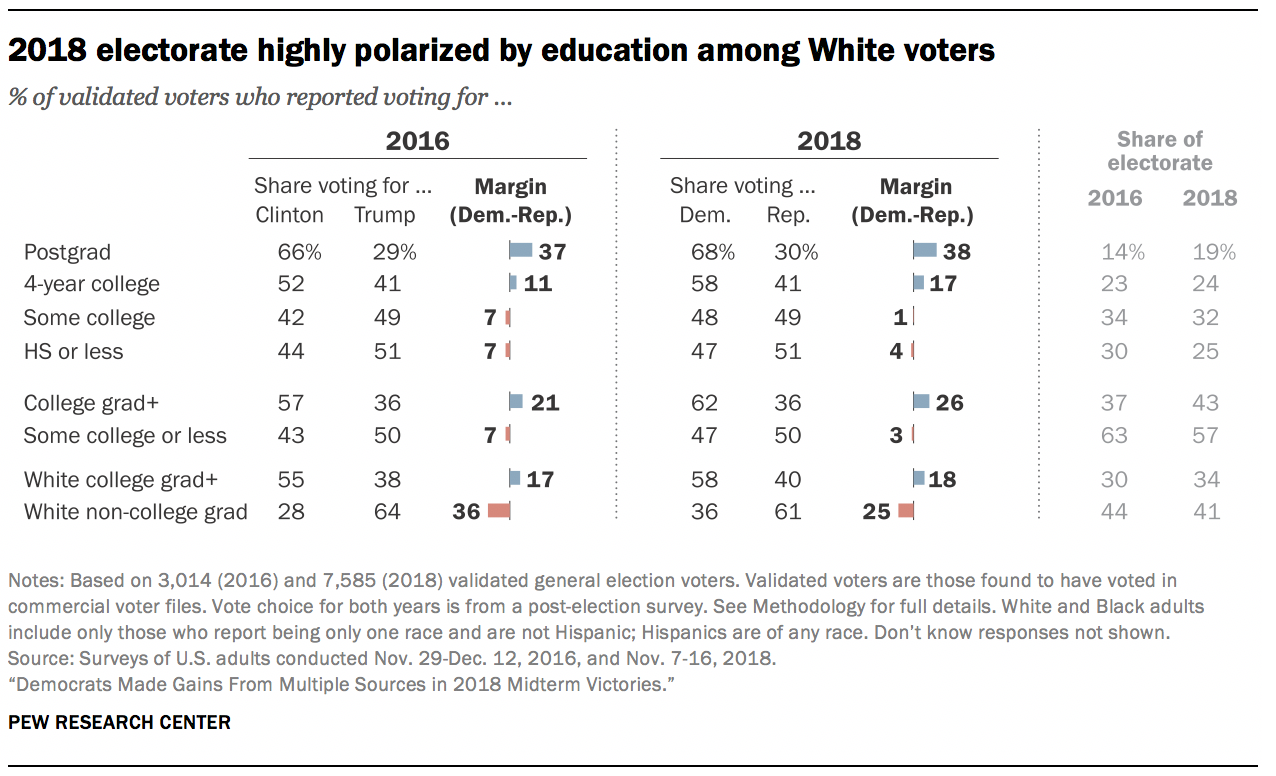 2018 electorate highly polarized by education among White voters
% of validated voters who reported voting for ...
2016 2018 Share of electorate
Share voting for ... Margin Share voting ... Margin 2016 2018
Clinton Trump (Dem.-Rep.) Dem. Rep. (Dem.-Rep.)
Postgrad 66% 29% 37 68% 30% 38 14% 19%
4-year college 52 41 11 58 41 17 23 24
Some college 42 49 7 48 49 1 34 32
HS or less 44 51 7 47 51 4 30 25
College grad+ 57 36 21 62 36 26 37 43
Some college or less 43 50 7 47 50 3 63 57
White college grad+ 55 38 17 58 40 18 30 34
White non-college grad 28 64 36 36 61 25 44 41
Notes: Based on 3,014 (2016) and 7,585 (2018) validated general election voters. Validated voters are those found to have voted in
commercial voter files. Vote choice for both years is from a post-election survey. See Methodology for full details. White and Black adults
include only those who report being only one race and are not Hispanic; Hispanics are of any race. Don't know responses not shown.
Source: Surveys of U.S. adults conducted Nov. 29-Dec. 12, 2016, and Nov. 7-16, 2018.
“Democrats Made Gains From Multiple Sources in 2018 Midterm Victories.”
PEW RESEARCH CENTER